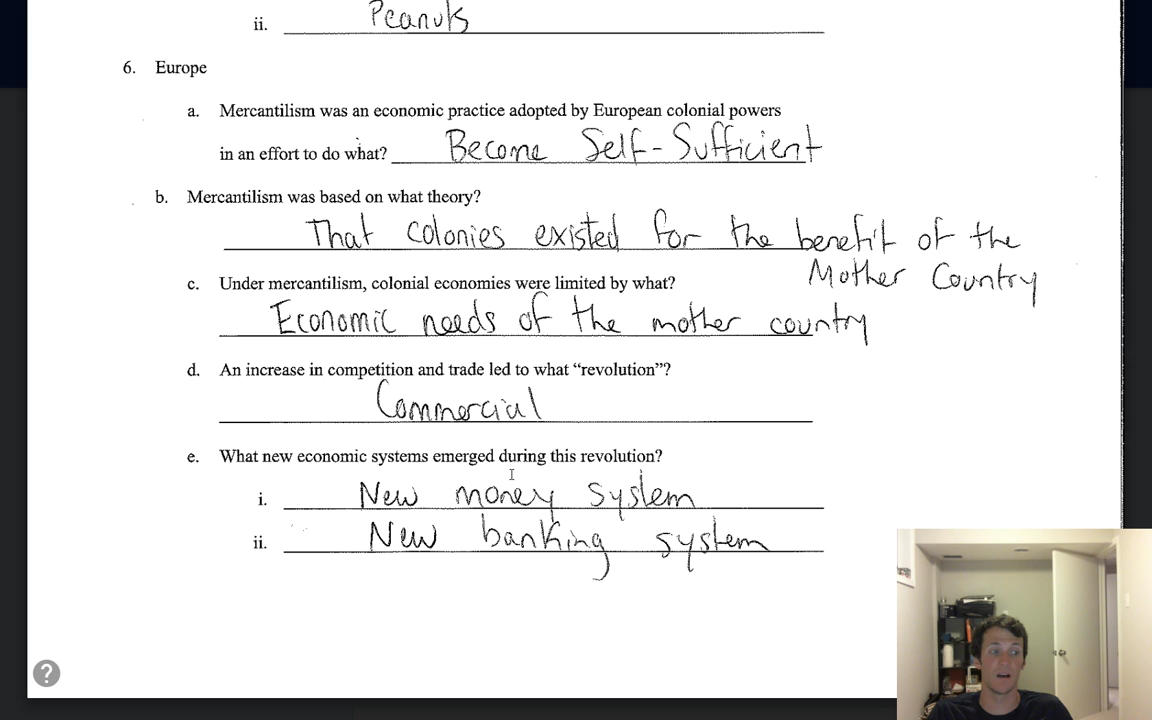 ii. Peanuts
6. Europe
a. Mercantilism was an economic practice adopted by European colonial powers
in an effort to do what? Become Self-Sufficient
b. Mercantilism was based on what theory?
That colonies existed for the benefit of the
Mother Country
c. Under mercantilism, colonial economies were limited by what?
Economic needs of the mother country
d. An increase in competition and trade led to what “revolution”?
Commercial
e. What new economic systems emerged during this revolution?
i. New money system
ii. New banking system
?